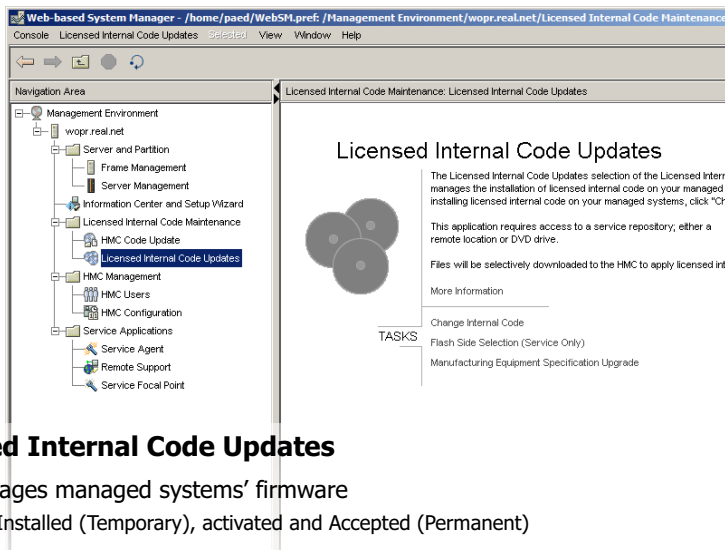 Web-based System Manager - /home/paed/WebSM.pref: /Management Environment/wopr.real.net/Licensed Internal Code Maintenance
Console Licensed Internal Code Updates Selected View Window Help
Navigation Area
Licensed Internal Code Maintenance: Licensed Internal Code Updates
Management Environment
wopr.real.net
Server and Partition
Frame Management
Server Management
Information Center and Setup Wizard
Licensed Internal Code Maintenance
HMC Code Update
Licensed Internal Code Updates
HMC Management
HMC Users
HMC Configuration
Service Applications
Service Agent
Remote Support
Service Focal Point
Licensed Internal Code Updates
The Licensed Internal Code Updates selection of the Licensed Intern
manages the installation of licensed internal code on your managed
installing licensed internal code on your managed systems, click "Ch
This application requires access to a service repository; either a
remote location or DVD drive.
Files will be selectively downloaded to the HMC to apply licensed int
More Information
TASKS
Change Internal Code
Flash Side Selection (Service Only)
Manufacturing Equipment Specification Upgrade
ed Internal Code Updates
ages managed systems’ firmware
Installed (Temporary), activated and Accepted (Permanent)